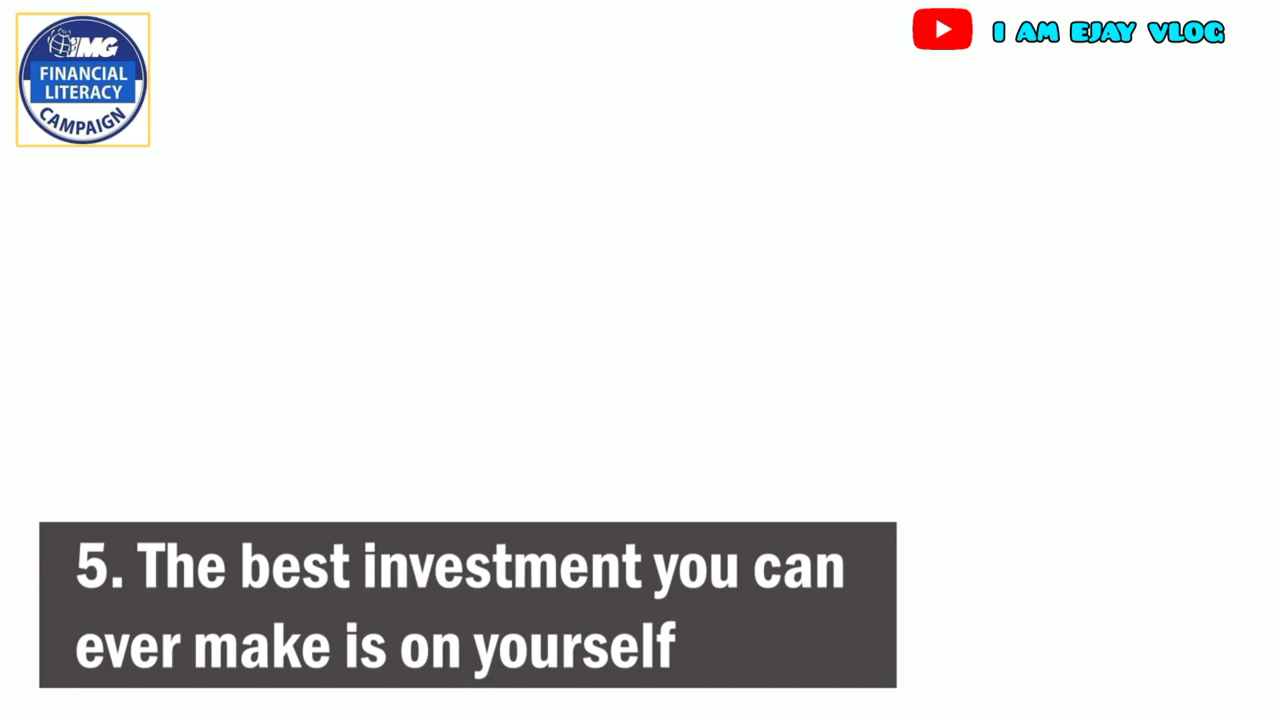 IMG
FINANCIAL
LITERACY
CAMPAIGN
I AM EJAY VLOG
5. The best investment you can
ever make is on yourself